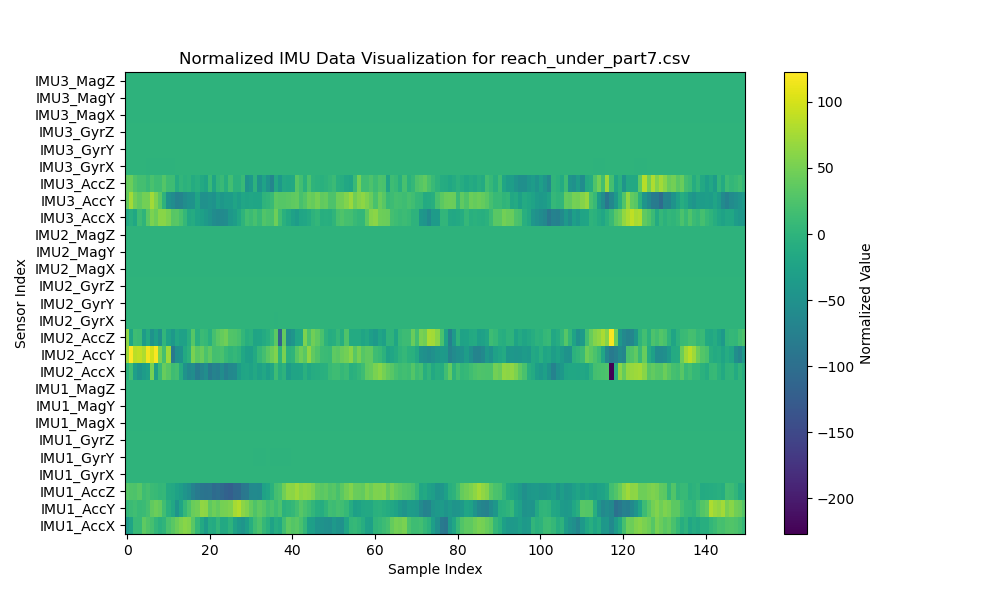 Normalized IMU Data Visualization for reach_under_part7.csv
IMU3_MagZ
IMU3_MagY
IMU3_MagX
IMU3_GyrZ
IMU3_GyrY
IMU3_GyrX
IMU3_AccZ
IMU3_AccY
IMU3_AccX
IMU2_MagZ
IMU2_MagY
IMU2_MagX
IMU2_GyrZ
IMU2_GyrY
IMU2_GyrX
IMU2_AccZ
IMU2_AccY
IMU2_AccX
IMU1_MagZ
IMU1_MagY
IMU1_MagX
IMU1_GyrZ
IMU1_GyrY
IMU1_GyrX
IMU1_AccZ
IMU1_AccY
IMU1_AccX
Sensor Index
0 20 40 60 80 100 120 140
Sample Index
100
50
0
−50
−100
−150
−200
Normalized Value